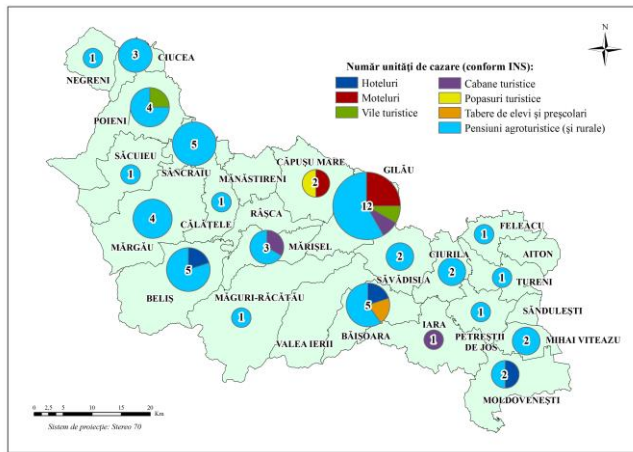 N
Număr unități de cazare (conform INS):
Hoteluri
Moteluri
Vile turistice
Cabane turistice
Popasuri turistice
Tabere de elevi și preșcolari
Pensiuni agroturistice (și rurale)
1
NEGRENI
3
CIUCEA
4
POIENI
5
SÂNCRAIU
SĂCUIEU
1
MĂNĂSTIRENI
CĂPUȘU MARE
2
GILĂU
12
1
CĂLĂȚELE
RÂȘCA
4
MĂRGĂU
3
MĂRIȘEL
5
BELIȘ
2
SĂVĂDISLA
CIURILA
2
1
FELEACU
AITON
1
TURENI
MĂGURI-RĂCĂTĂU
1
5
BĂIȘOARA
VALEA IERII
IARA
1
1
PETREȘTII
DE JOS
SĂNDULEȘTI
2
MIHAI VITEAZU
2
MOLDOVENEȘTI
0 2,5 5 10 15 20
Km
Sistem de proiecție: Stereo 70